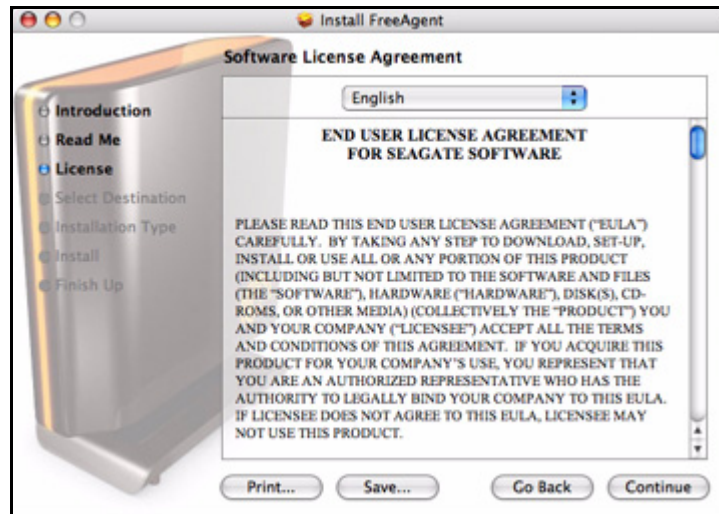 Install FreeAgent
Software License Agreement
English
Introduction
Read Me
License
Select Destination
Installation Type
Install
Finish Up
END USER LICENSE AGREEMENT
FOR SEAGATE SOFTWARE
PLEASE READ THIS END USER LICENSE AGREEMENT ("EULA")
CAREFULLY.  BY TAKING ANY STEP TO DOWNLOAD, SET-UP,
INSTALL OR USE ALL OR ANY PORTION OF THIS PRODUCT
(INCLUDING BUT NOT LIMITED TO THE SOFTWARE AND FILES
(THE "SOFTWARE"), HARDWARE ("HARDWARE"), DISK(S), CD-
ROMS, OR OTHER MEDIA) (COLLECTIVELY THE "PRODUCT") YOU
AND YOUR COMPANY ("LICENSEE") ACCEPT ALL THE TERMS
AND CONDITIONS OF THIS AGREEMENT.  IF YOU ACQUIRE THIS
PRODUCT FOR YOUR COMPANY'S USE, YOU REPRESENT THAT
YOU ARE AN AUTHORIZED REPRESENTATIVE WHO HAS THE
AUTHORITY TO LEGALLY BIND YOUR COMPANY TO THIS EULA.
IF LICENSEE DOES NOT AGREE TO THIS EULA, LICENSEE MAY
NOT USE THIS PRODUCT.
Print...
Save...
Go Back
Continue